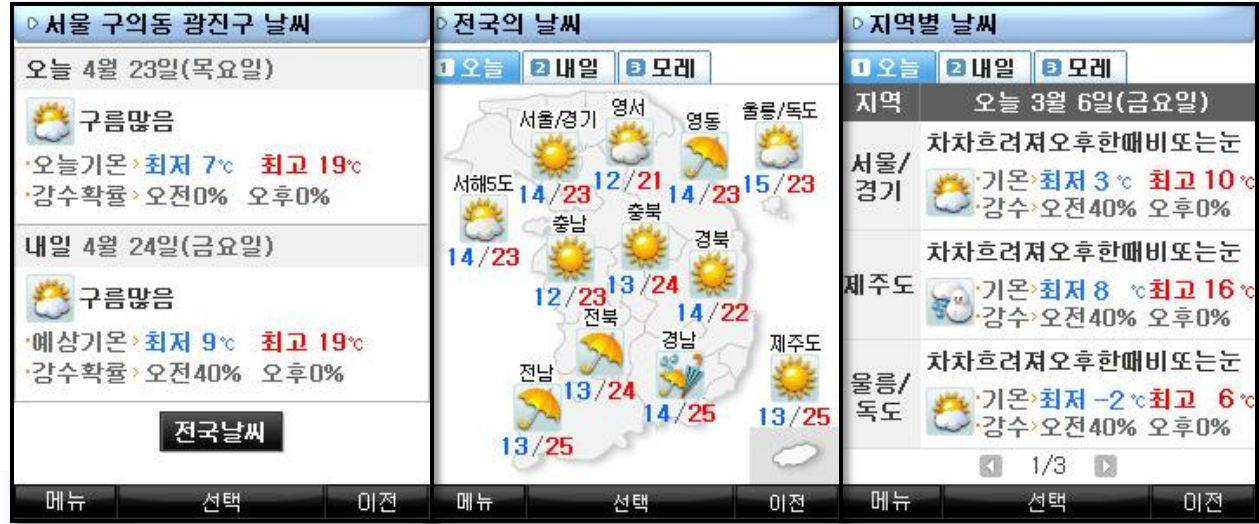 서울 구의동 광진구 날씨
오늘 4월 23일(목요일)
구름많음
·오늘기온›최저 7℃ 최고 19℃
·강수확률›오전0% 오후0%
내일 4월 24일(금요일)
구름많음
·예상기온›최저 9℃ 최고 19℃
·강수확률›오전40% 오후0%
전국날씨
메뉴 선택 이전
전국의 날씨
1 오늘 2 내일 3 모레
서울/경기
14/23
영서
12/21
영동
14/23
울릉/독도
15/23
서해5도
14/23
충남
12/23
충북
13/24
경북
14/22
전북
13/24
경남
14/25
전남
13/25
제주도
13/25
메뉴 선택 이전
지역별 날씨
1 오늘 2 내일 3 모레
지역 오늘 3월 6일(금요일)
서울/경기
차차흐려져오후한때비또는눈
·기온›최저 3 ℃ 최고 10 ℃
·강수›오전40% 오후0%
제주도
차차흐려져오후한때비또는눈
·기온›최저 8 ℃ 최고 16 ℃
·강수›오전40% 오후0%
울릉/독도
차차흐려져오후한때비또는눈
·기온›최저 -2 ℃ 최고 6 ℃
·강수›오전40% 오후0%
1/3
메뉴 선택 이전